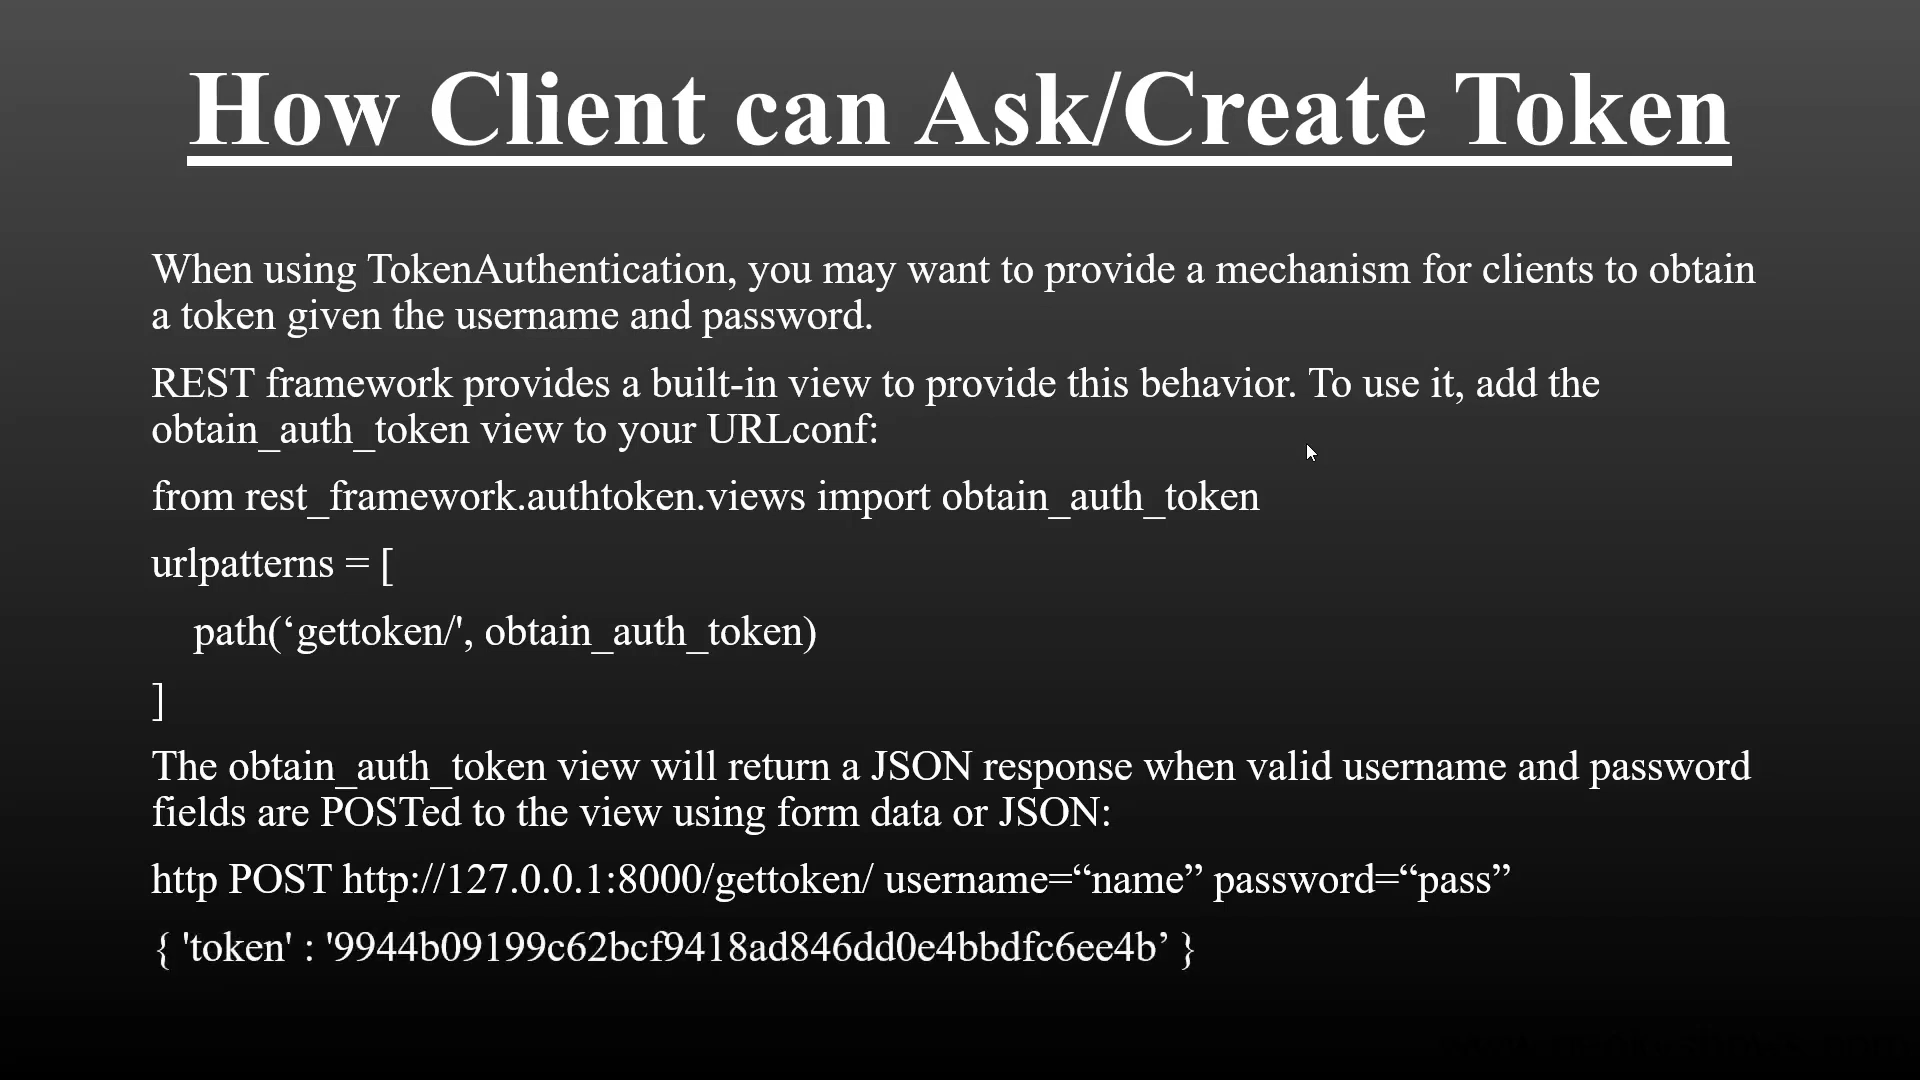 How Client can Ask/Create Token
When using TokenAuthentication, you may want to provide a mechanism for clients to obtain
a token given the username and password.
REST framework provides a built-in view to provide this behavior. To use it, add the
obtain_auth_token view to your URLconf:
from rest_framework.authtoken.views import obtain_auth_token
urlpatterns = [
path(‘gettoken/', obtain_auth_token)
]
The obtain_auth_token view will return a JSON response when valid username and password
fields are POSTed to the view using form data or JSON:
http POST http://127.0.0.1:8000/gettoken/ username=“name” password=“pass”
{ 'token' : '9944b09199c62bcf9418ad846dd0e4bbdfc6ee4b’ }